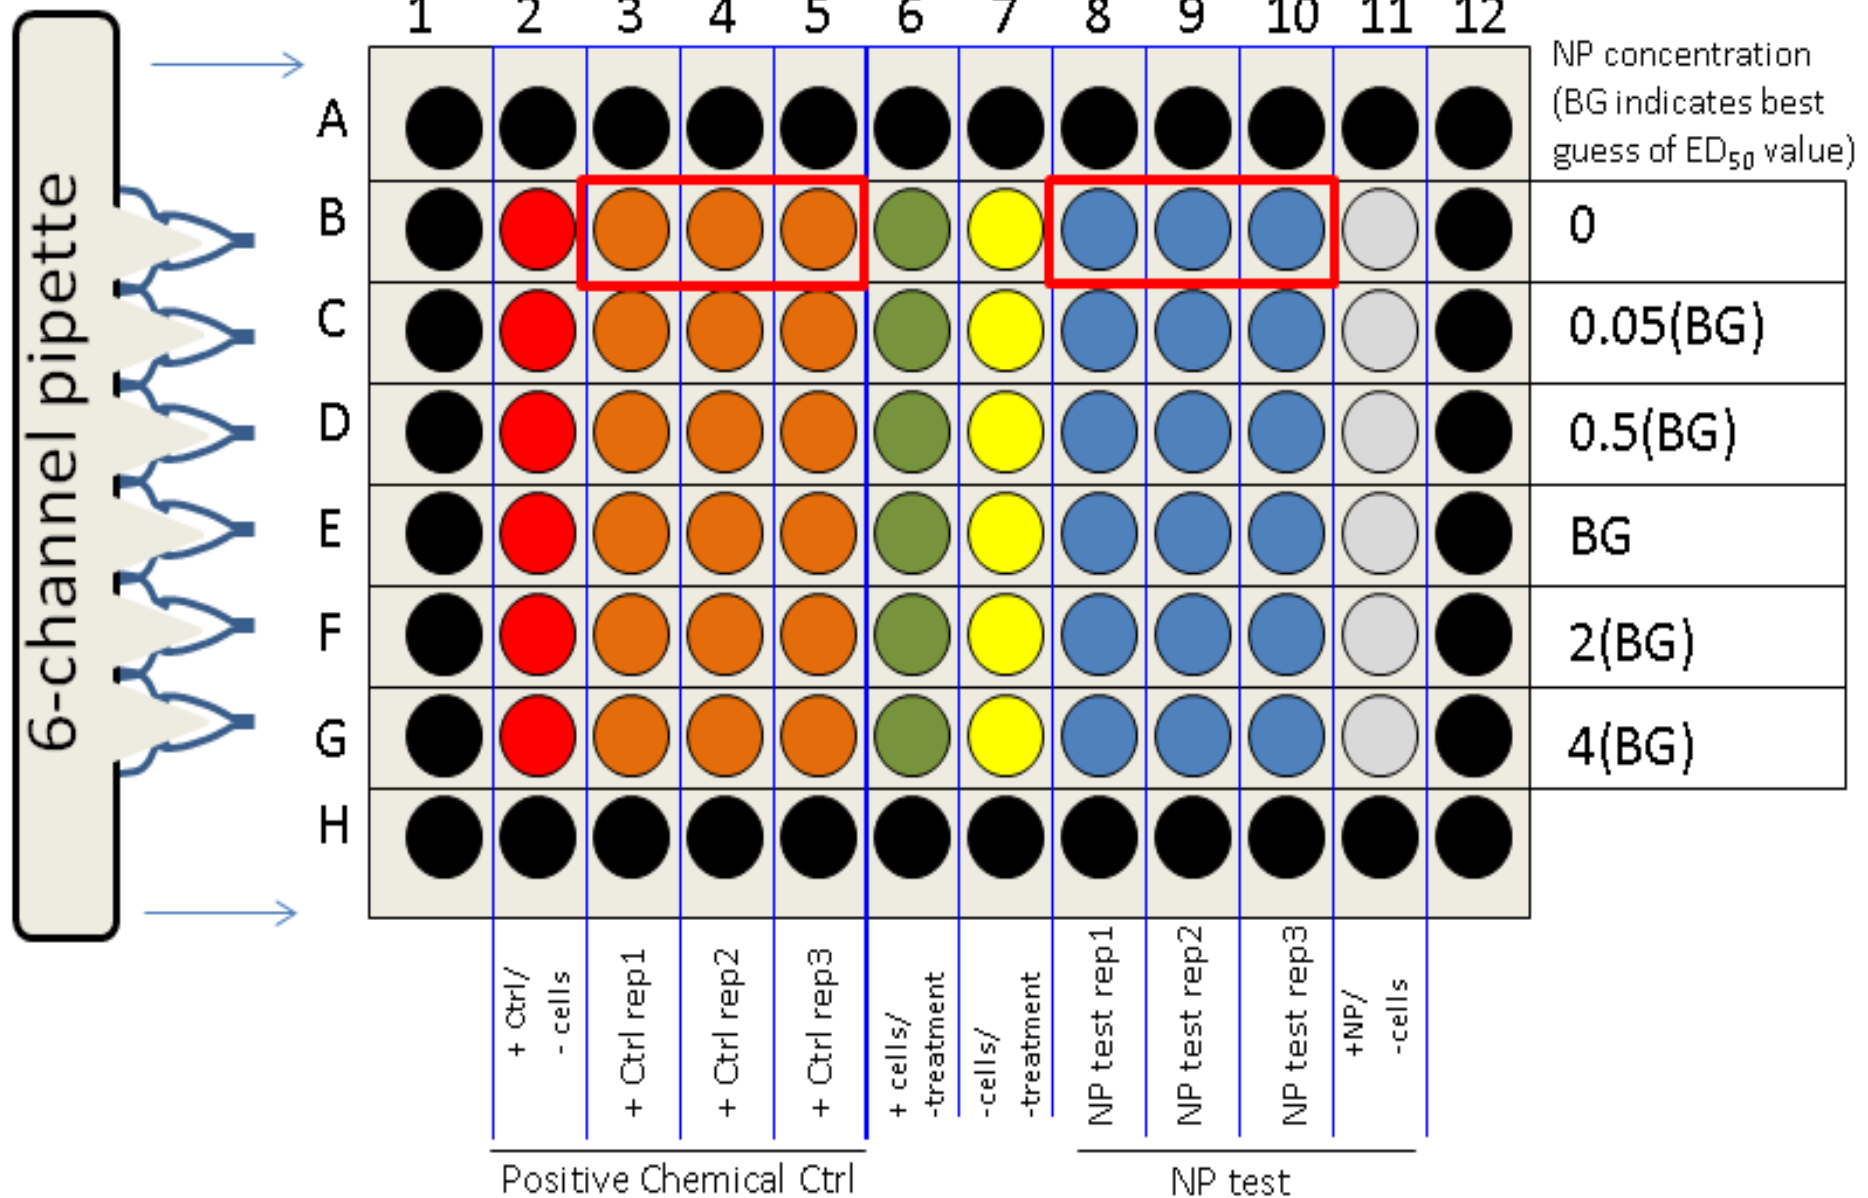 1 2 3 4 5 6 7 8 9 10 11 12
NP concentration
(BG indicates best
guess of ED50 value)
6-channel pipette
A
B 0
C 0.05(BG)
D 0.5(BG)
E BG
F 2(BG)
G 4(BG)
H
+ Ctrl/
- cells
+ Ctrl rep1
+ Ctrl rep2
+ Ctrl rep3
+ cells/
-treatment
-cells/
-treatment
NP test rep1
NP test rep2
NP test rep3
+NP/
-cells
Positive Chemical Ctrl
NP test